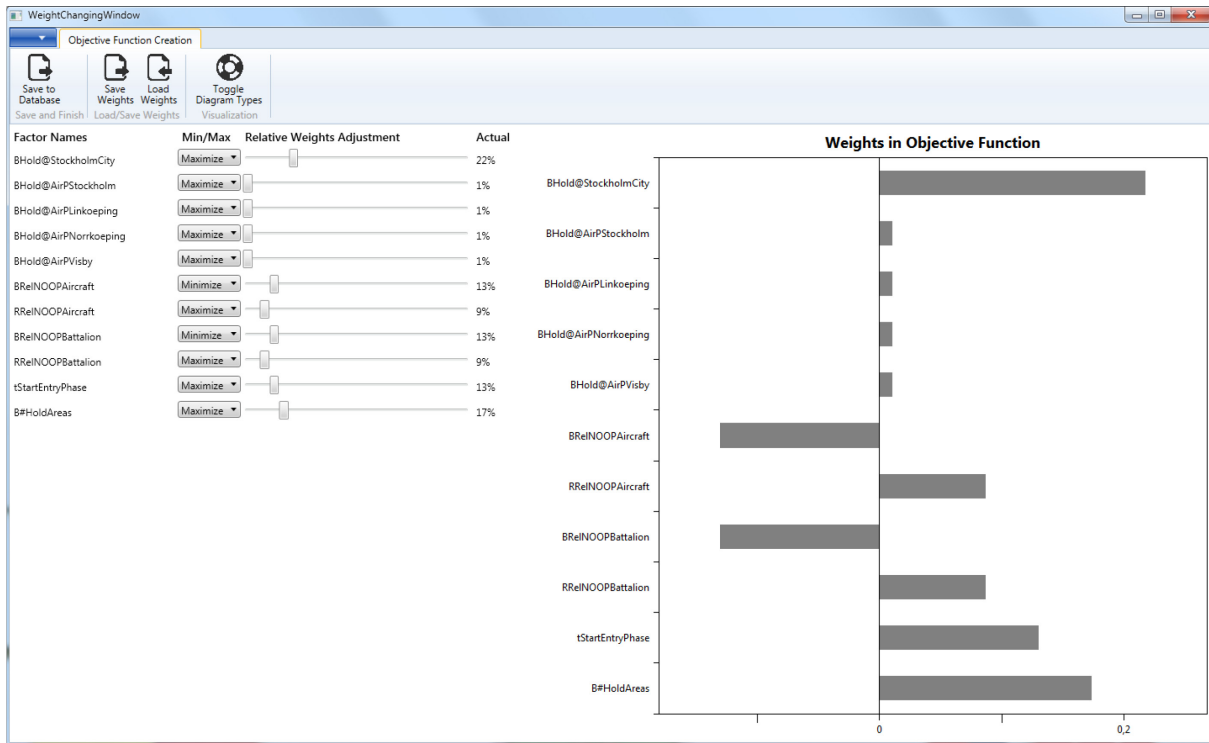 WeightChangingWindow
Objective Function Creation
Save to Database
Save Weights
Load Weights
Toggle Diagram Types
Save and Finish
Load/Save Weights
Visualization
Factor Names Min/Max Relative Weights Adjustment Actual
BHold@StockholmCity Maximize 22%
BHold@AirPStockholm Maximize 1%
BHold@AirPLinkoeping Maximize 1%
BHold@AirPNorrkoeping Maximize 1%
BHold@AirPVisby Maximize 1%
BRelNOOPAircraft Minimize 13%
RRelNOOPAircraft Maximize 9%
BRelNOOPBattalion Minimize 13%
RRelNOOPBattalion Maximize 9%
tStartEntryPhase Maximize 13%
B#HoldAreas Maximize 17%
Weights in Objective Function
BHold@StockholmCity
BHold@AirPStockholm
BHold@AirPLinkoeping
BHold@AirPNorrkoeping
BHold@AirPVisby
BRelNOOPAircraft
RRelNOOPAircraft
BRelNOOPBattalion
RRelNOOPBattalion
tStartEntryPhase
B#HoldAreas
0 0,2